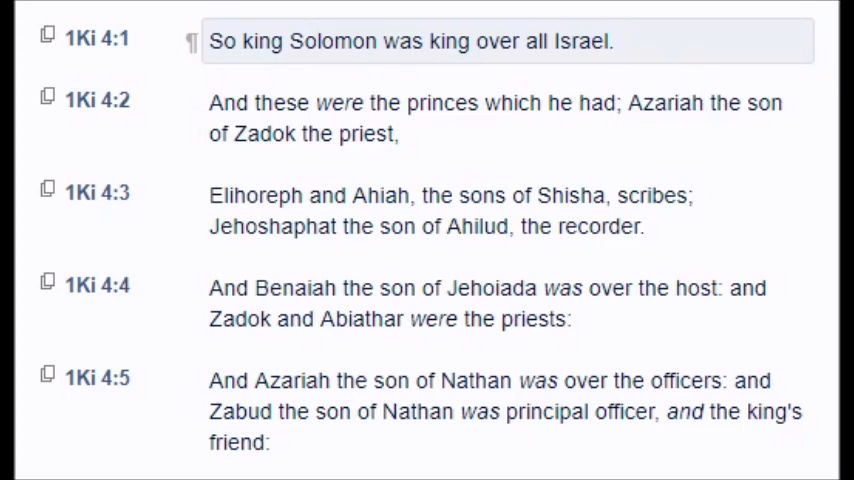 1Ki 4:1 ¶ So king Solomon was king over all Israel.
1Ki 4:2 And these were the princes which he had; Azariah the son
of Zadok the priest,
1Ki 4:3 Elihoreph and Ahiah, the sons of Shisha, scribes;
Jehoshaphat the son of Ahilud, the recorder.
1Ki 4:4 And Benaiah the son of Jehoiada was over the host: and
Zadok and Abiathar were the priests:
1Ki 4:5 And Azariah the son of Nathan was over the officers: and
Zabud the son of Nathan was principal officer, and the king's
friend: